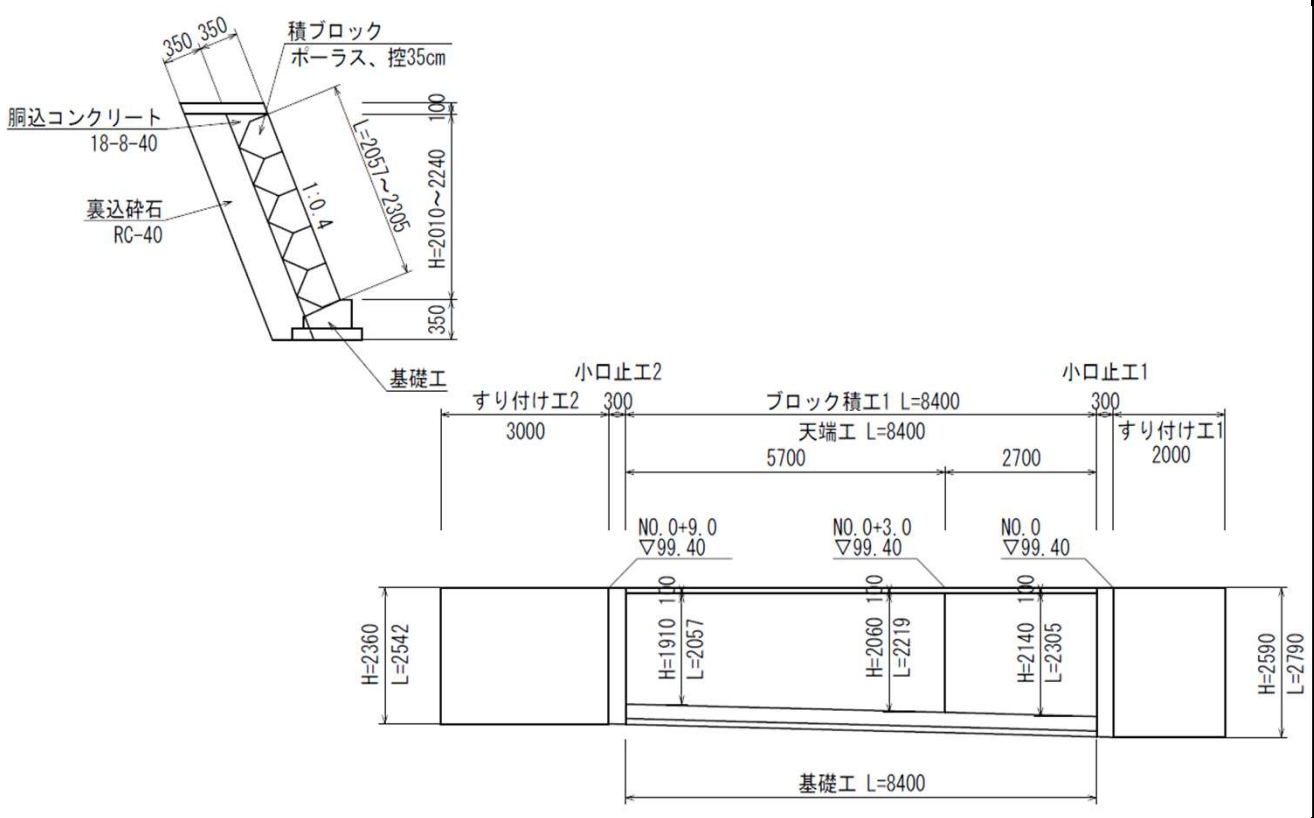 350
350
積ブロック
ポーラス、控35cm
胴込コンクリート
18-8-40
裏込砕石
RC-40
1:0.4
L=2057～2305
100
H=2010～2240
350
基礎工
小口止工2
小口止工1
すり付け工2
300
ブロック積工1 L=8400
300
3000
天端工 L=8400
すり付け工1
2000
5700
2700
NO.0+9.0
▽99.40
NO.0+3.0
▽99.40
NO.0
▽99.40
100
100
100
H=2360
L=2542
H=1910
L=2057
H=2060
L=2219
H=2140
L=2305
H=2590
L=2790
基礎工 L=8400